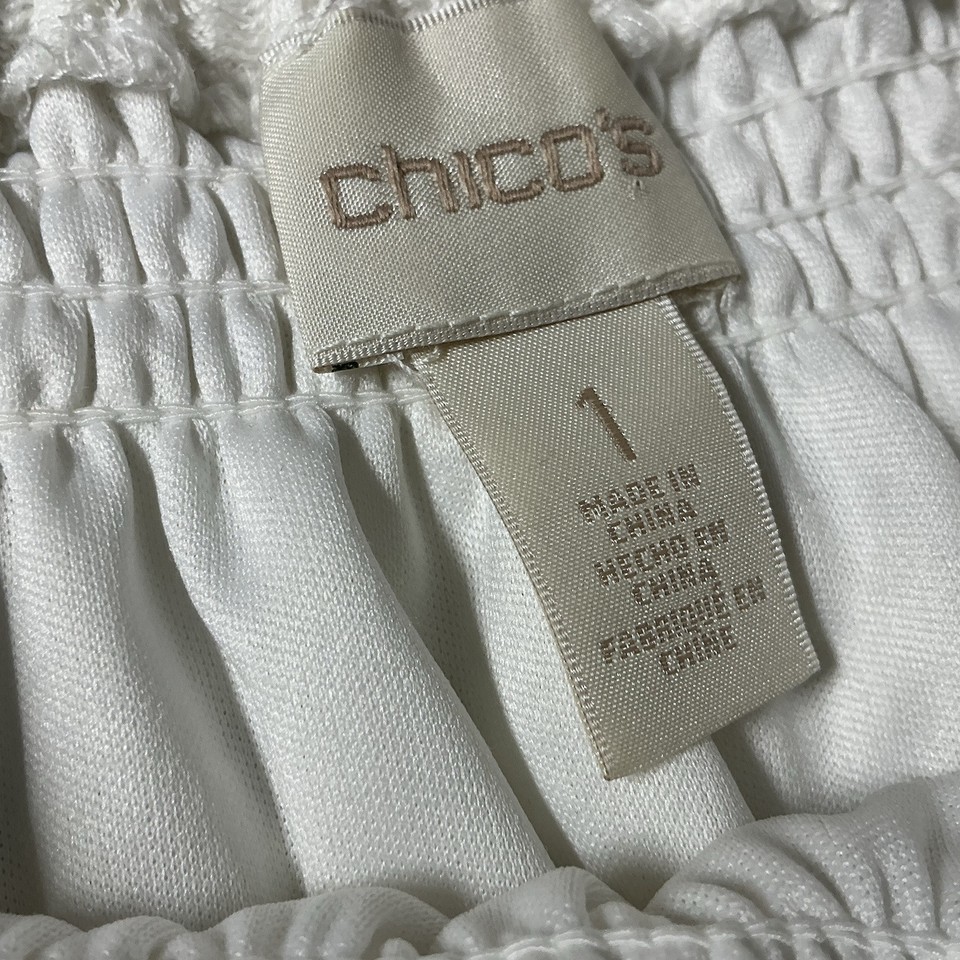 chico's
1
MADE IN
CHINA
HECHO EN
CHINA
FABRIQUÉ EN
CHINE